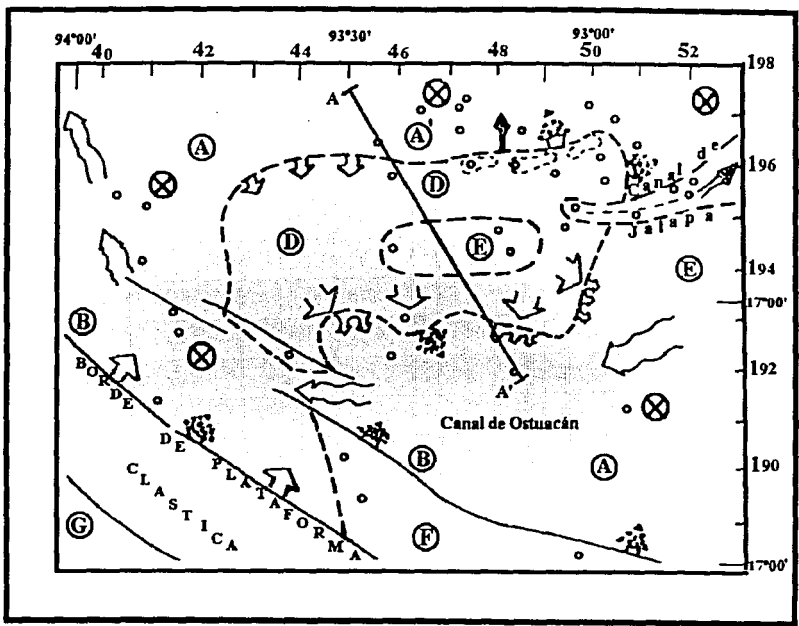 94°00' 93°30' 93°00'
40 42 44 46 48 50 52
198
A
A'
A
196
Canal de
Jalapa
D
D
E
E
194
17°00'
B
192
A'
BORDE DE PLATAFORMA
Canal de Ostuacán
B
A
190
CLASTICA
G
F
17°00'